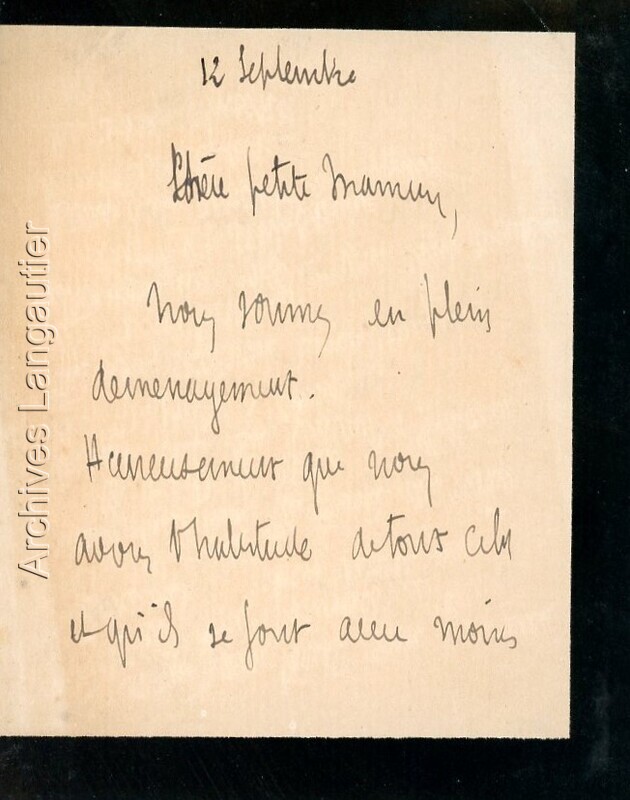 12 Septembre
Chère petite Maman,
Nous sommes en plein
demenagement.
Heureusement que nous
avons l'habitude de tout cela
et qu'ils se font avec moins
Archives Langautier